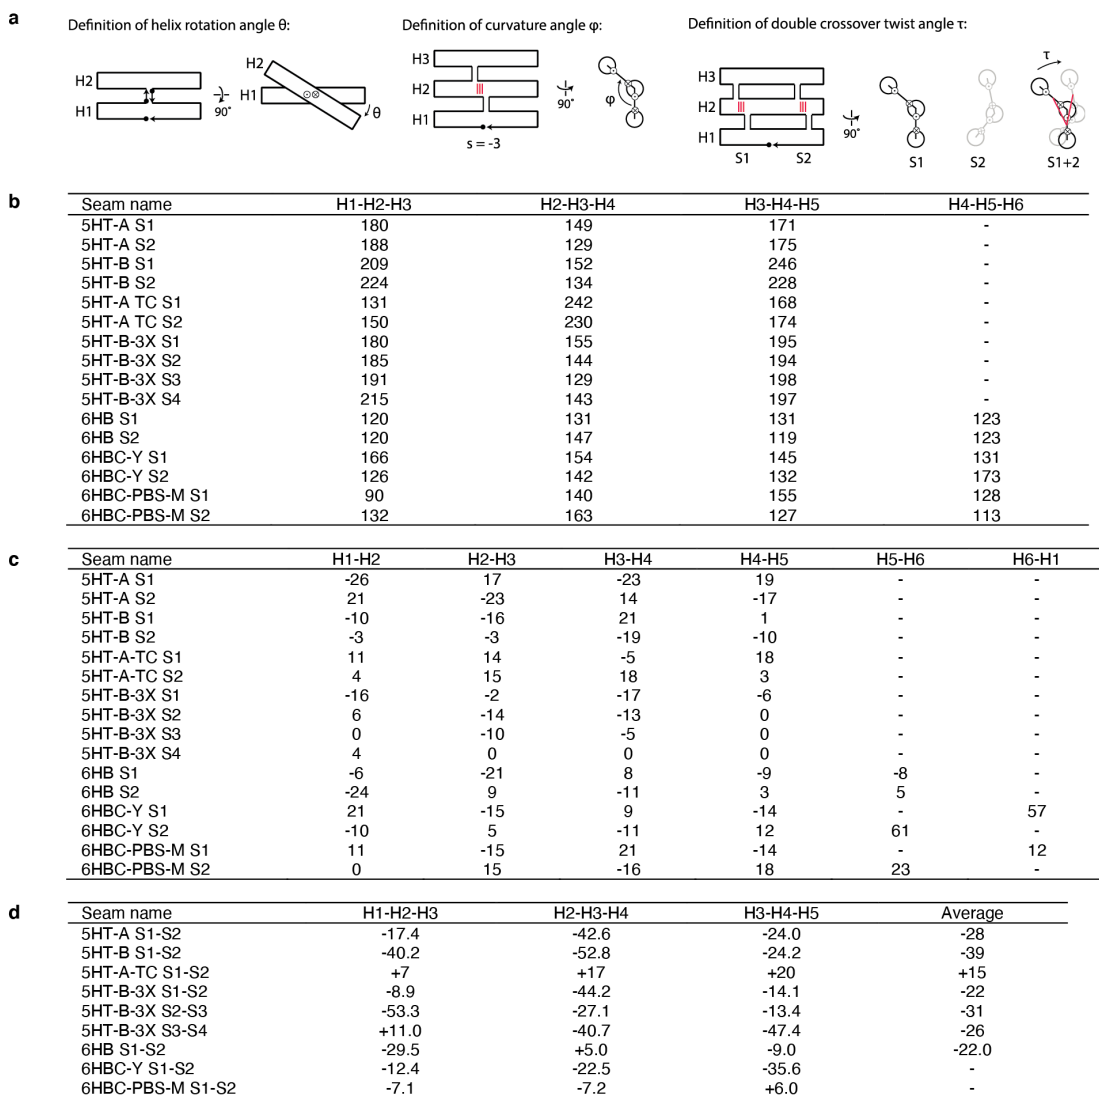 a
Definition of helix rotation angle θ:
Definition of curvature angle φ:
Definition of double crossover twist angle τ:
H2
H1
90°
H2
H1
θ
H3
H2
H1
s = -3
90°
φ
H3
H2
H1
S1 S2
90°
S1
S2
τ
S1+2
b
Seam name H1-H2-H3 H2-H3-H4 H3-H4-H5 H4-H5-H6
5HT-A S1 180 149 171 -
5HT-A S2 188 129 175 -
5HT-B S1 209 152 246 -
5HT-B S2 224 134 228 -
5HT-A TC S1 131 242 168 -
5HT-A TC S2 150 230 174 -
5HT-B-3X S1 180 155 195 -
5HT-B-3X S2 185 144 194 -
5HT-B-3X S3 191 129 198 -
5HT-B-3X S4 215 143 197 -
6HB S1 120 131 131 123
6HB S2 120 147 119 123
6HBC-Y S1 166 154 145 131
6HBC-Y S2 126 142 132 173
6HBC-PBS-M S1 90 140 155 128
6HBC-PBS-M S2 132 163 127 113
c
Seam name H1-H2 H2-H3 H3-H4 H4-H5 H5-H6 H6-H1
5HT-A S1 -26 17 -23 19 - -
5HT-A S2 21 -23 14 -17 - -
5HT-B S1 -10 -16 21 1 - -
5HT-B S2 -3 -3 -19 -10 - -
5HT-A-TC S1 11 14 -5 18 - -
5HT-A-TC S2 4 15 18 3 - -
5HT-B-3X S1 -16 -2 -17 -6 - -
5HT-B-3X S2 6 -14 -13 0 - -
5HT-B-3X S3 0 -10 -5 0 - -
5HT-B-3X S4 4 0 0 0 - -
6HB S1 -6 -21 8 -9 -8 -
6HB S2 -24 9 -11 3 5 -
6HBC-Y S1 21 -15 9 -14 - 57
6HBC-Y S2 -10 5 -11 12 61 -
6HBC-PBS-M S1 11 -15 21 -14 - 12
6HBC-PBS-M S2 0 15 -16 18 23 -
d
Seam name H1-H2-H3 H2-H3-H4 H3-H4-H5 Average
5HT-A S1-S2 -17.4 -42.6 -24.0 -28
5HT-B S1-S2 -40.2 -52.8 -24.2 -39
5HT-A-TC S1-S2 +7 +17 +20 +15
5HT-B-3X S1-S2 -8.9 -44.2 -14.1 -22
5HT-B-3X S2-S3 -53.3 -27.1 -13.4 -31
5HT-B-3X S3-S4 +11.0 -40.7 -47.4 -26
6HB S1-S2 -29.5 +5.0 -9.0 -22.0
6HBC-Y S1-S2 -12.4 -22.5 -35.6 -
6HBC-PBS-M S1-S2 -7.1 -7.2 +6.0 -